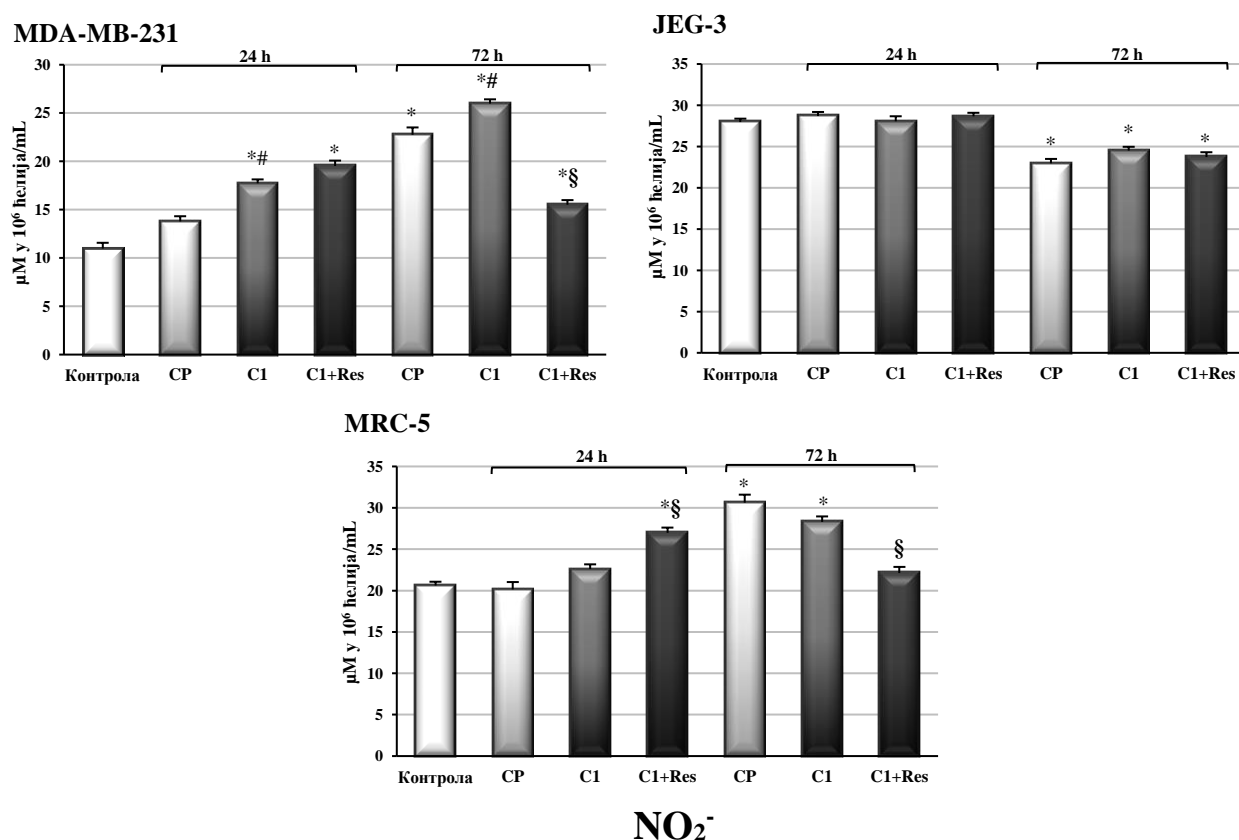 MDA-MB-231
24 h
72 h
30
25
20
15
10
5
0
μM у 10⁶ ћелија/mL
*#
*
*
*#
*§
Контрола CP C1 C1+Res CP C1 C1+Res
JEG-3
24 h
72 h
35
30
25
20
15
10
5
0
μM у 10⁶ ћелија/mL
*
*
*
Контрола CP C1 C1+Res CP C1 C1+Res
MRC-5
24 h
72 h
35
30
25
20
15
10
5
0
μM у 10⁶ ћелија/mL
*§
*
*
§
Контрола CP C1 C1+Res CP C1 C1+Res
NO₂⁻